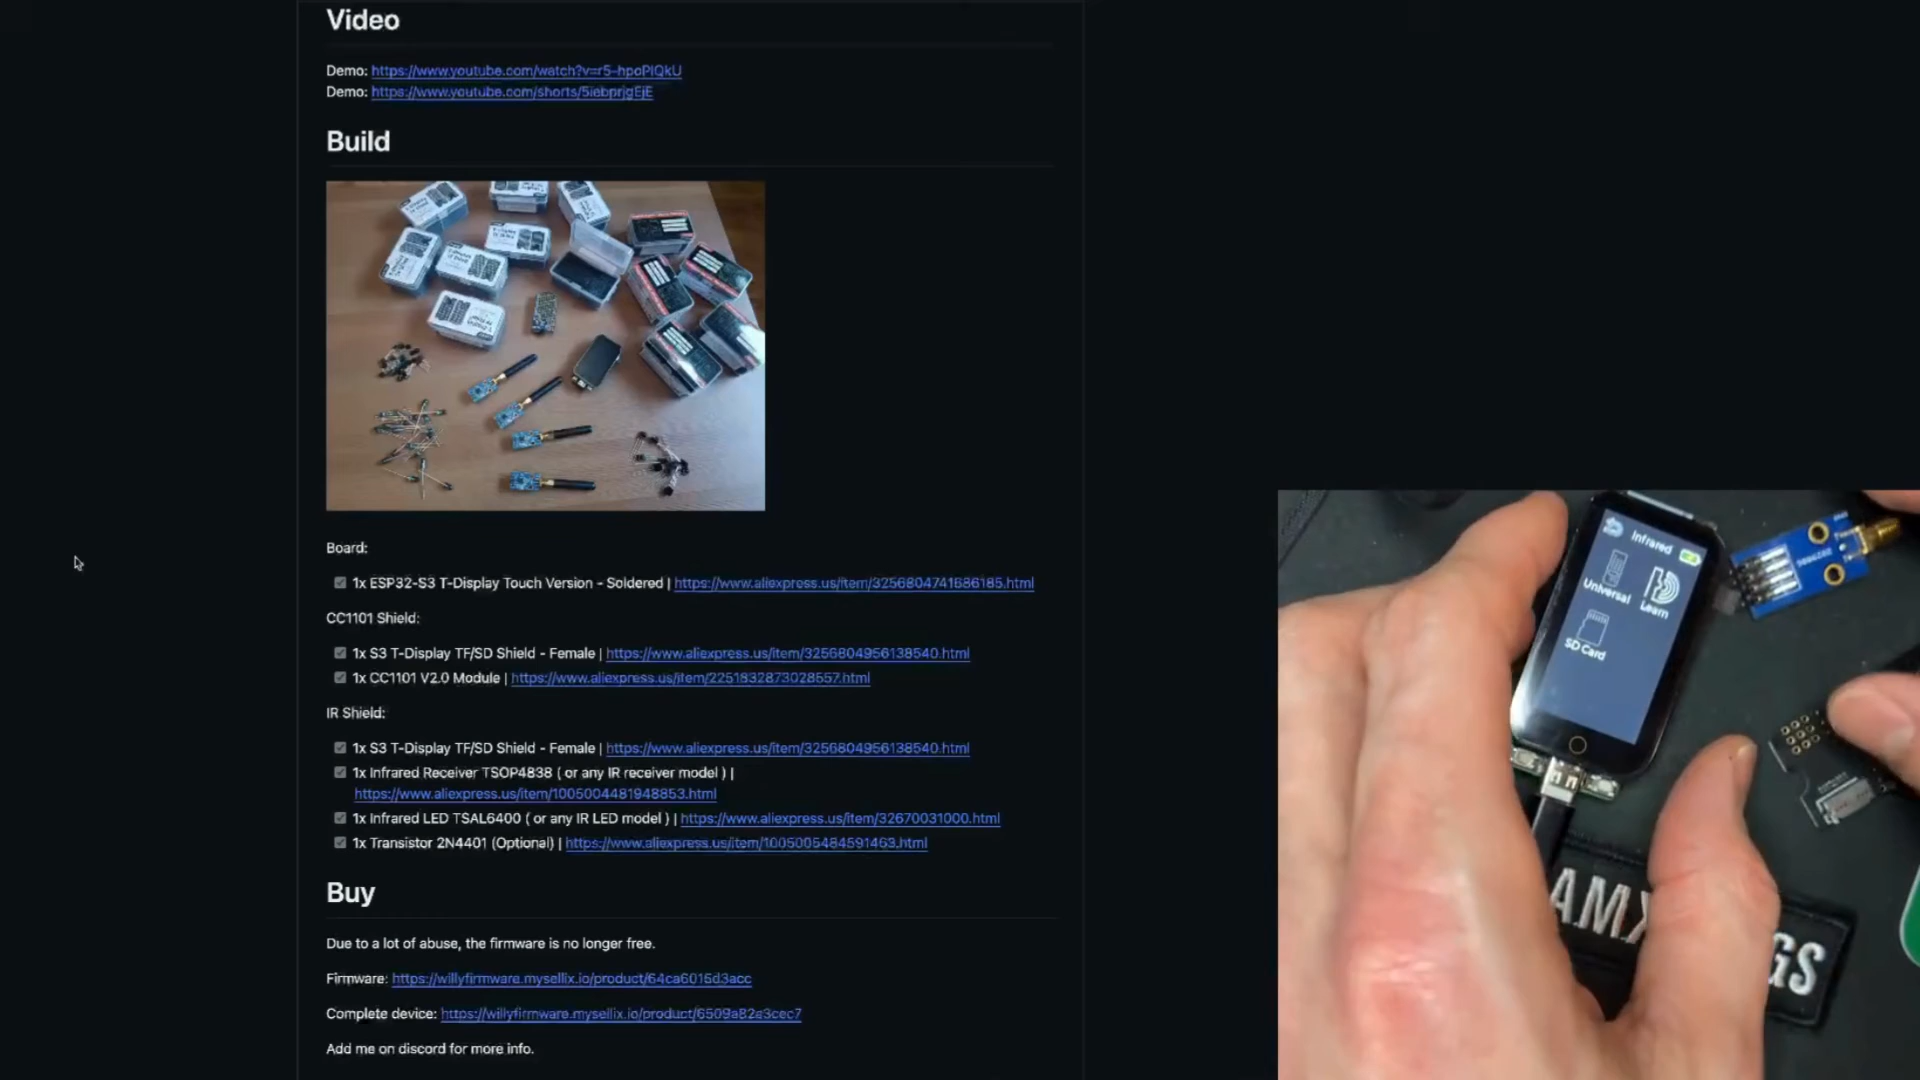 Video
Demo: https://www.youtube.com/watch?v=r5-hpoPlQkU
Demo: https://www.youtube.com/shorts/5iebprjgEjE
Build
Board:
1x ESP32-S3 T-Display Touch Version - Soldered | https://www.aliexpress.us/item/3256804741686185.html
CC1101 Shield:
1x S3 T-Display TF/SD Shield - Female | https://www.aliexpress.us/item/3256804956138540.html
1x CC1101 V2.0 Module | https://www.aliexpress.us/item/2251832873028557.html
IR Shield:
1x S3 T-Display TF/SD Shield - Female | https://www.aliexpress.us/item/3256804956138540.html
1x Infrared Receiver TSOP4838 ( or any IR receiver model ) |
https://www.aliexpress.us/item/1005004481948853.html
1x Infrared LED TSAL6400 ( or any IR LED model ) | https://www.aliexpress.us/item/32670031000.html
1x Transistor 2N4401 (Optional) | https://www.aliexpress.us/item/1005005484591463.html
Buy
Due to a lot of abuse, the firmware is no longer free.
Firmware: https://willyfirmware.mysellix.io/product/64ca6015d3acc
Complete device: https://willyfirmware.mysellix.io/product/6509a82e3cec7
Add me on discord for more info.
Infrared
Universal
Learn
SD Card